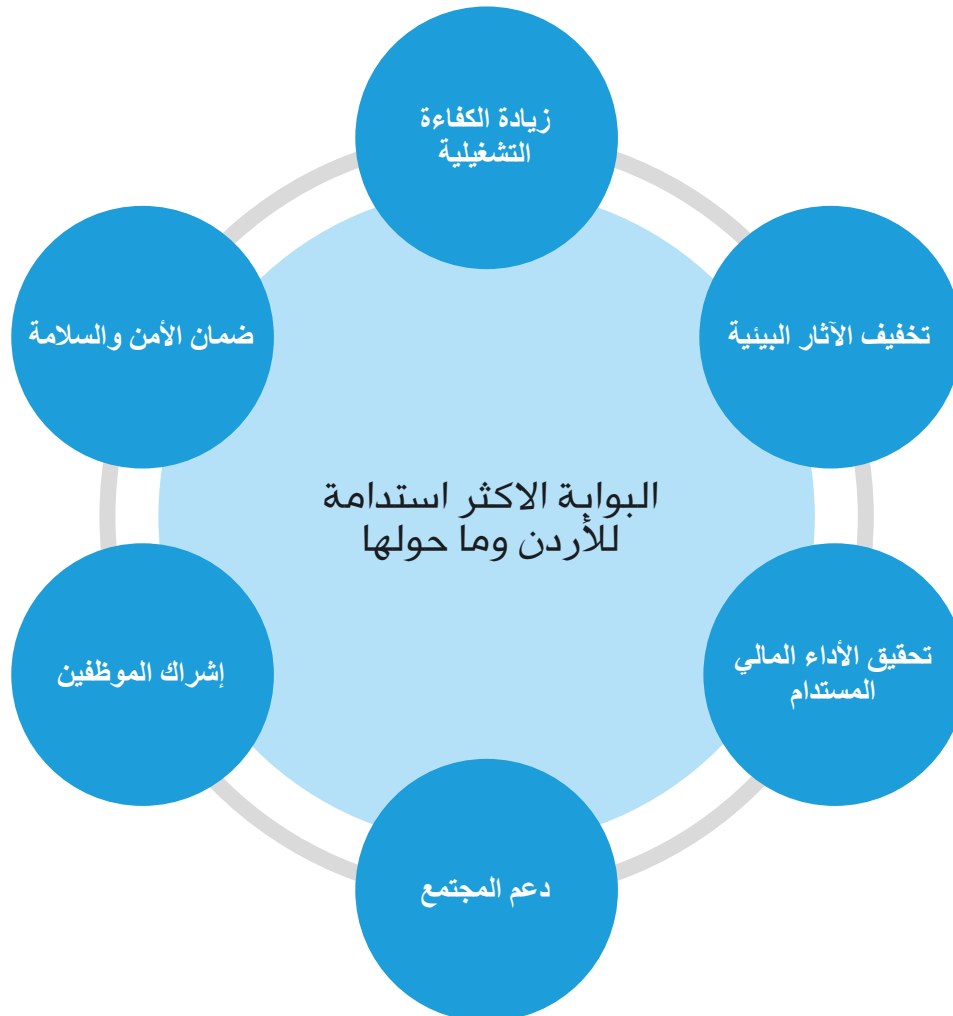 زيادة الكفاءة
التشغيلية
تخفيف الآثار البيئية
ضمان الأمن والسلامة
البوابة الاكثر استدامة
للأردن وما حولها
تحقيق الأداء المالي
المستدام
إشراك الموظفين
دعم المجتمع